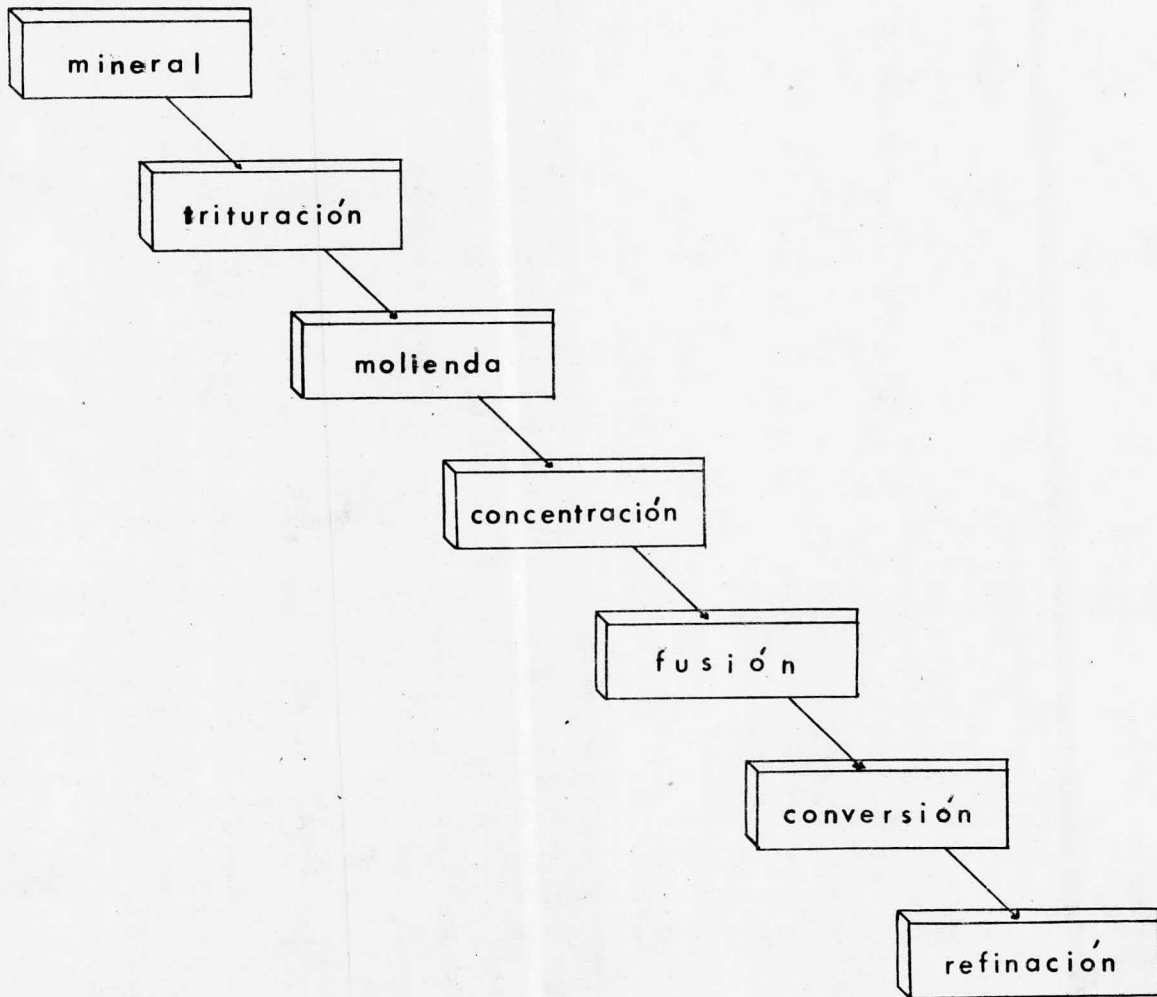 mineral
trituración
molienda
concentración
fusión
conversión
refinación